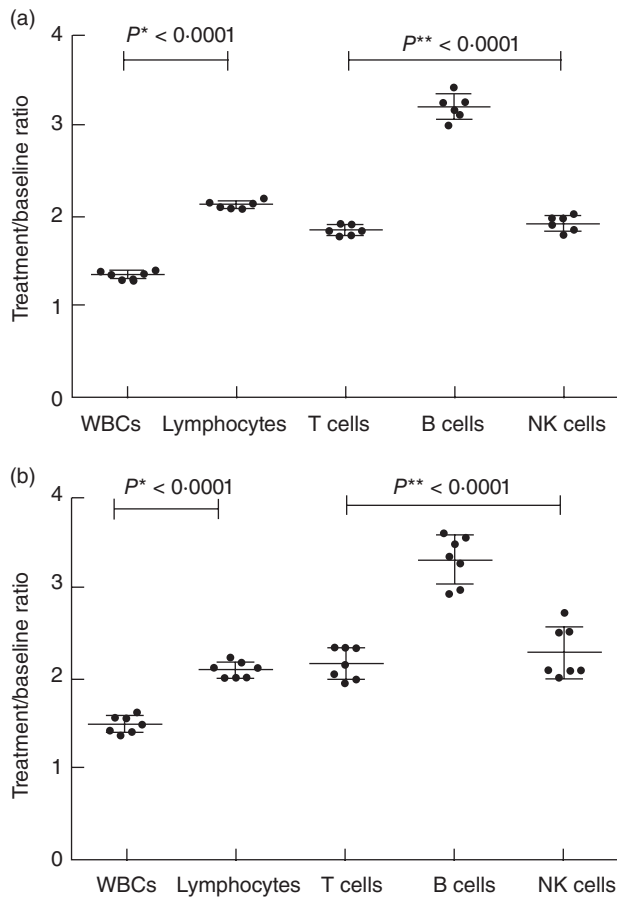 (a)
P* < 0·0001
P** < 0·0001
Treatment/baseline ratio
4
3
2
1
0
WBCs Lymphocytes T cells B cells NK cells
(b)
P* < 0·0001
P** < 0·0001
Treatment/baseline ratio
4
3
2
1
0
WBCs Lymphocytes T cells B cells NK cells